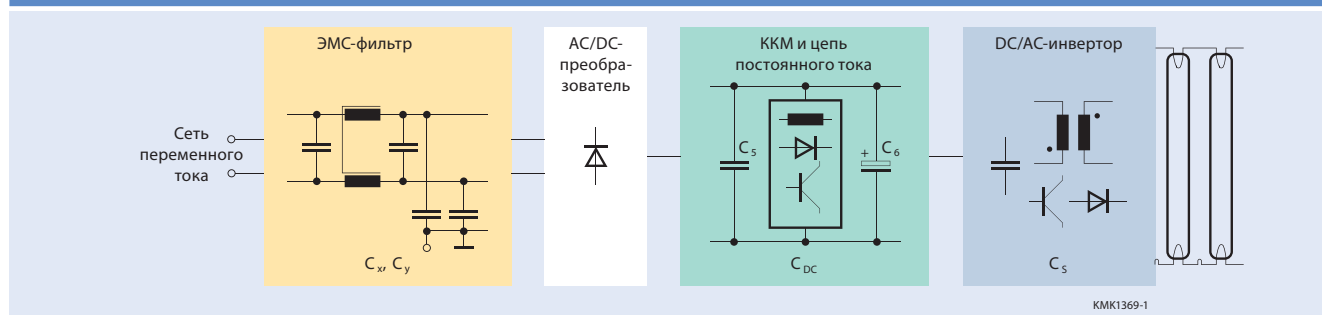 ЭМС-фильтр
AC/DC-
преобра-
зователь
ККМ и цепь
постоянного тока
DC/AC-инвертор
Сеть
переменного
тока
C5
+
C6
Cx, Cy
CDC
CS
KMK1369-1